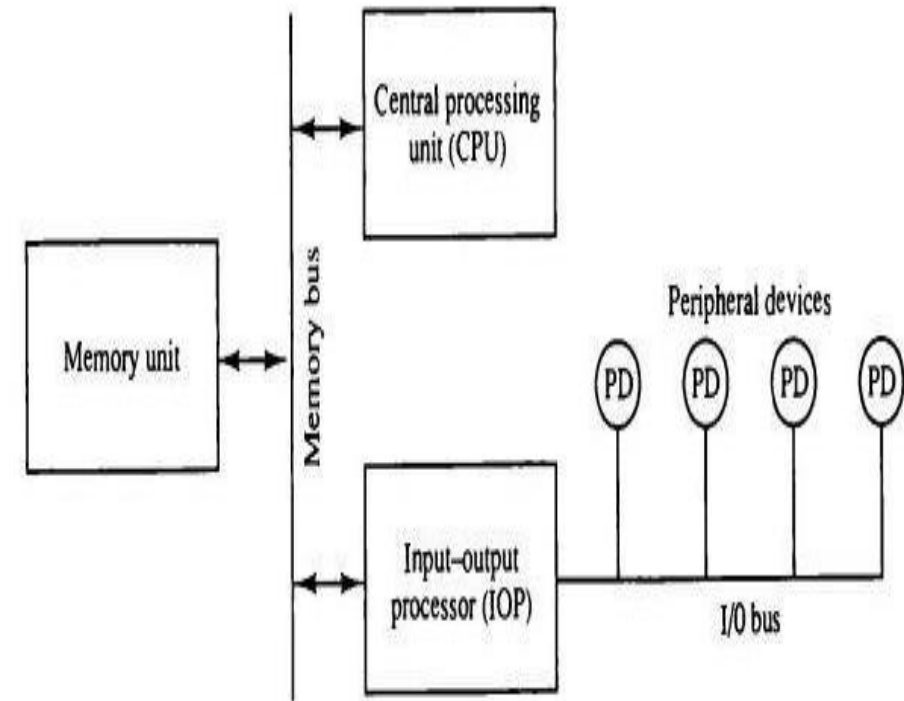 Central processing
unit (CPU)
Memory unit
Memory bus
Peripheral devices
PD
PD
PD
PD
Input–output
processor (IOP)
I/0 bus